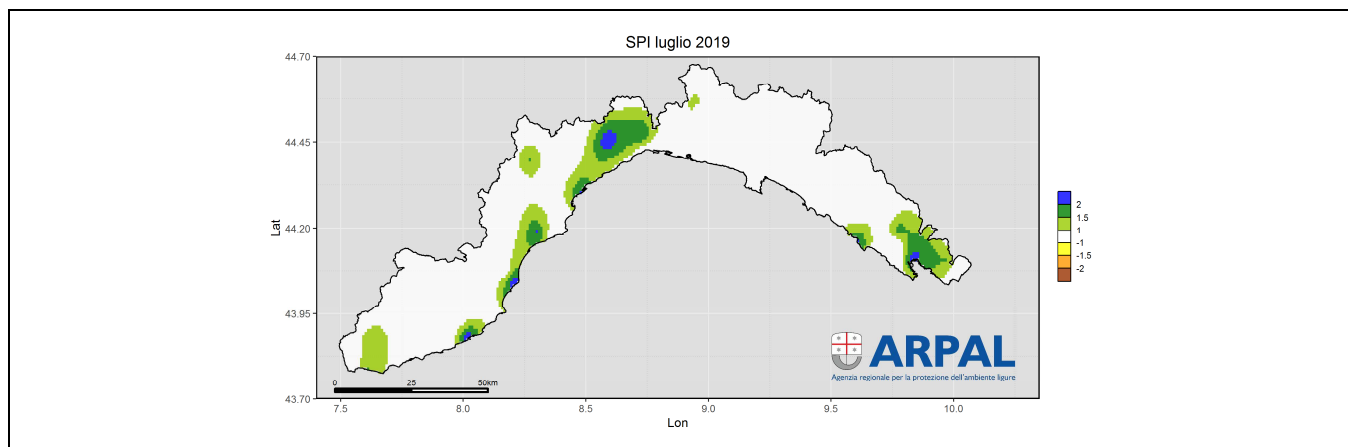 SPI luglio 2019
44.70
44.45
44.20
43.95
43.70
Lat
2
1.5
1
-1
-1.5
-2
ARPAL
Agenzia regionale per la protezione dell'ambiente ligure
0 25 50km
7.5 8.0 8.5 9.0 9.5 10.0
Lon